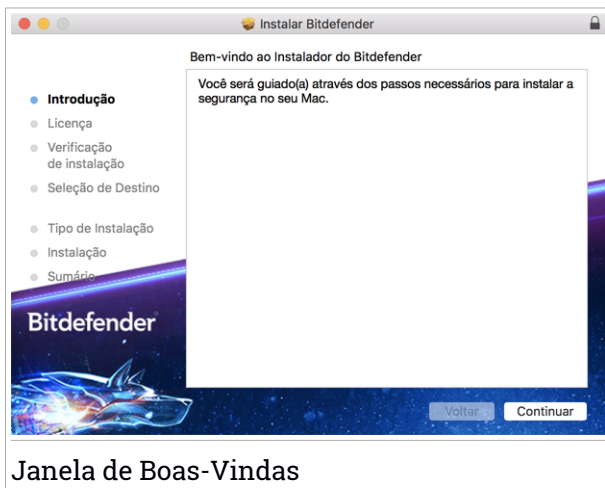 Instalar Bitdefender
Bem-vindo ao Instalador do Bitdefender
Introdução
Licença
Verificação
de instalação
Seleção de Destino
Tipo de Instalação
Instalação
Sumário
Você será guiado(a) através dos passos necessários para instalar a
segurança no seu Mac.
Bitdefender
Voltar
Continuar
Janela de Boas-Vindas